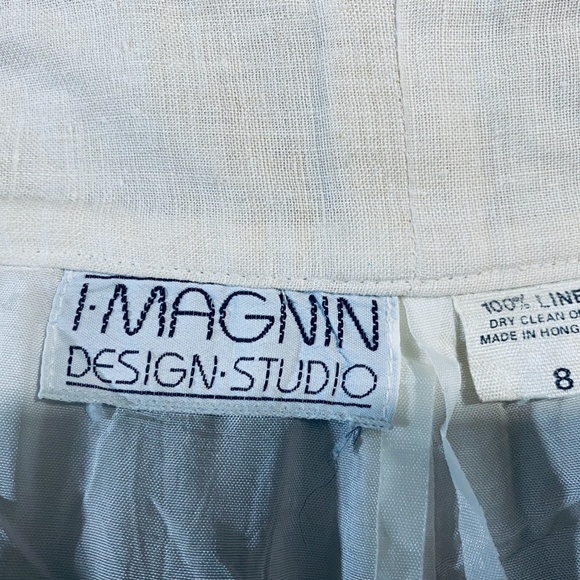 I·MAGNIN
DESIGN·STUDIO
100% LINE
DRY CLEAN O
MADE IN HONG
8